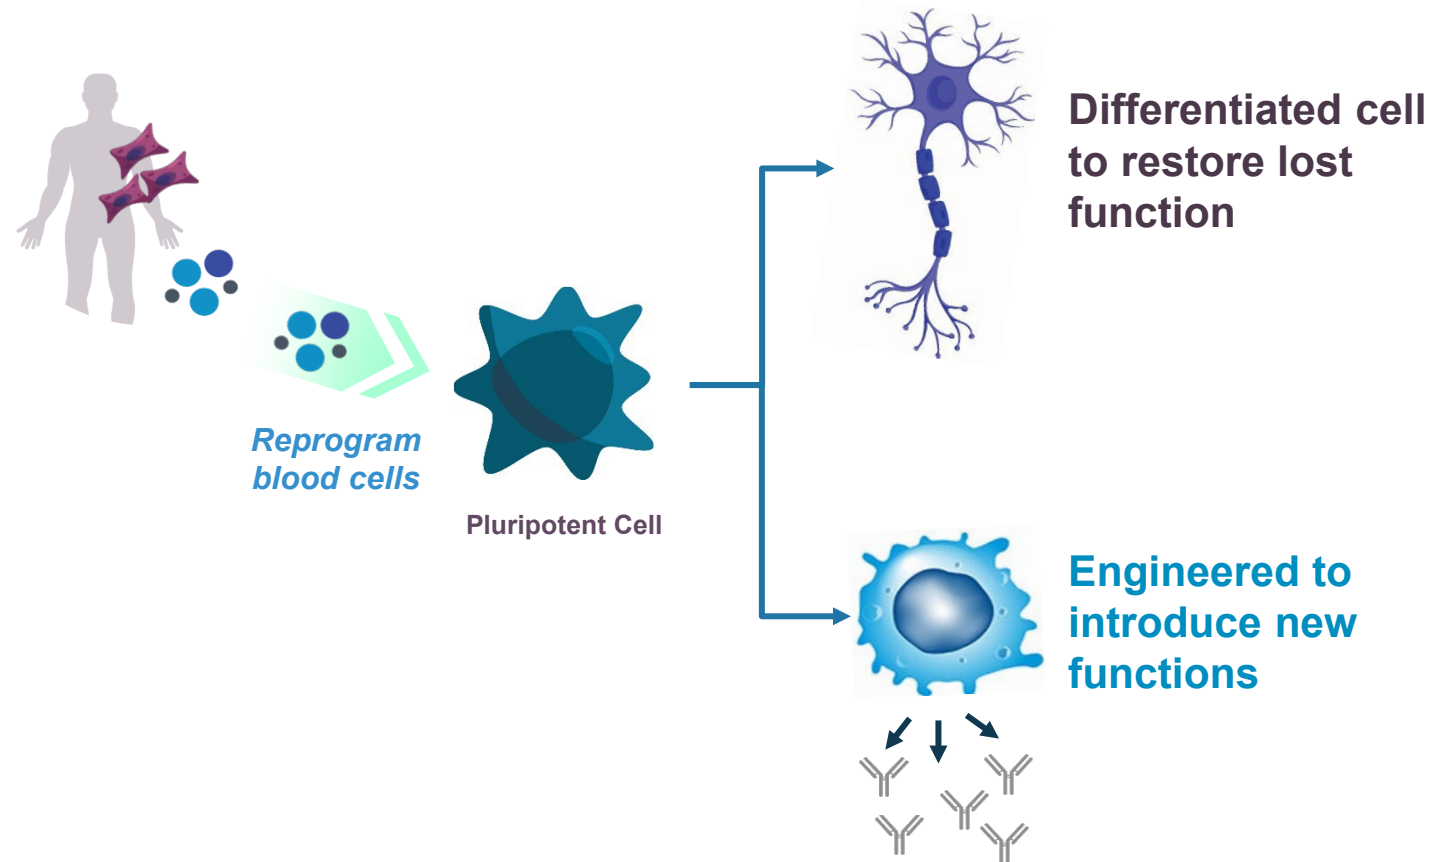 Differentiated cell
to restore lost
function
Reprogram
blood cells
Pluripotent Cell
Engineered to
introduce new
functions